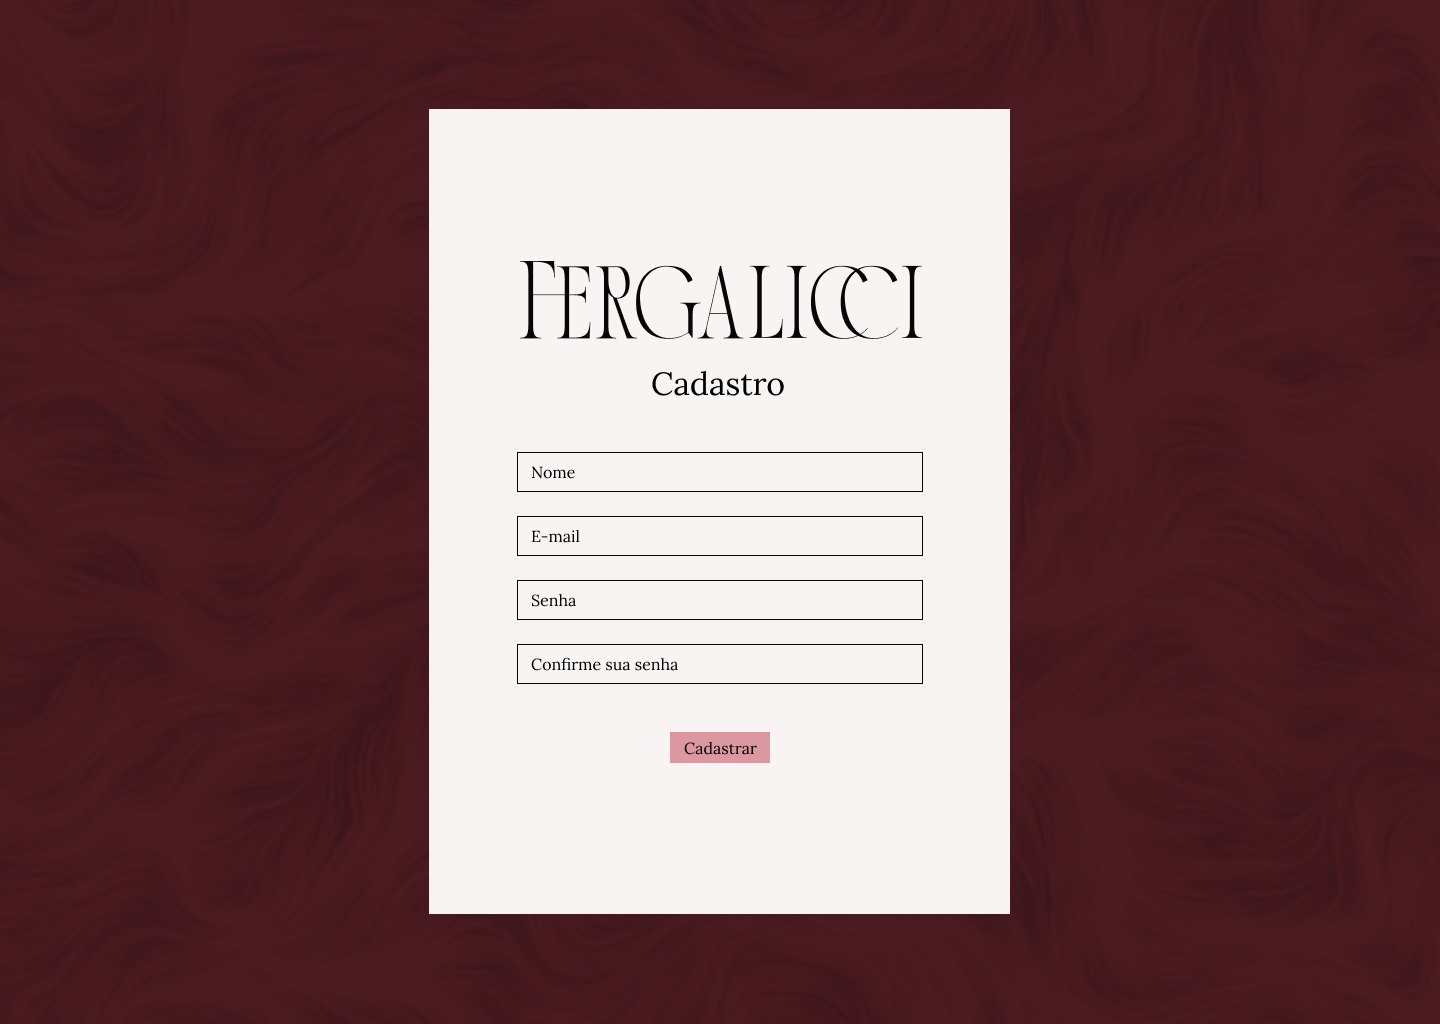 FERGALICCI
Cadastro
Nome
E-mail
Senha
Confirme sua senha
Cadastrar